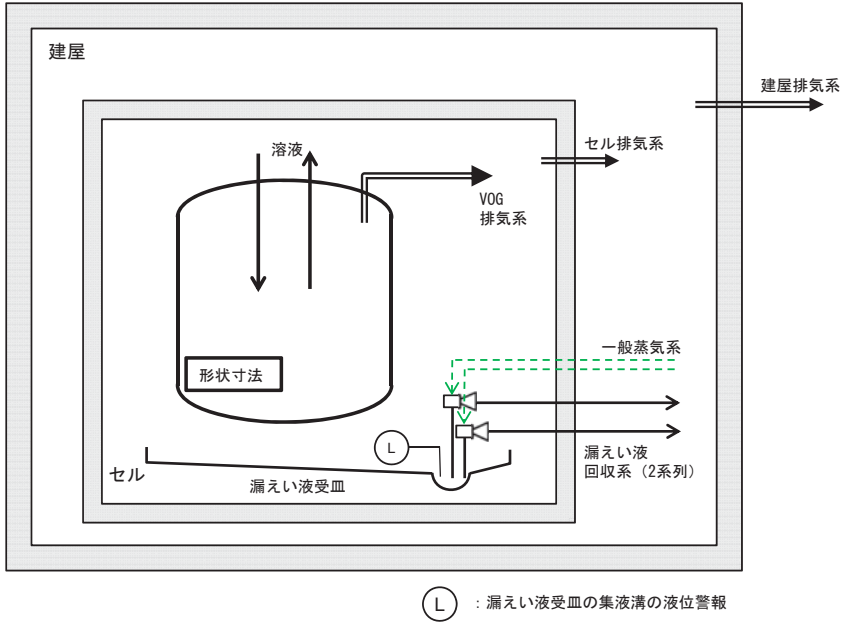 建屋
建屋排気系
セル排気系
溶液
VOG
排気系
一般蒸気系
形状寸法
L
漏えい液
回収系（2系列）
セル
漏えい液受皿
L ：漏えい液受皿の集液溝の液位警報